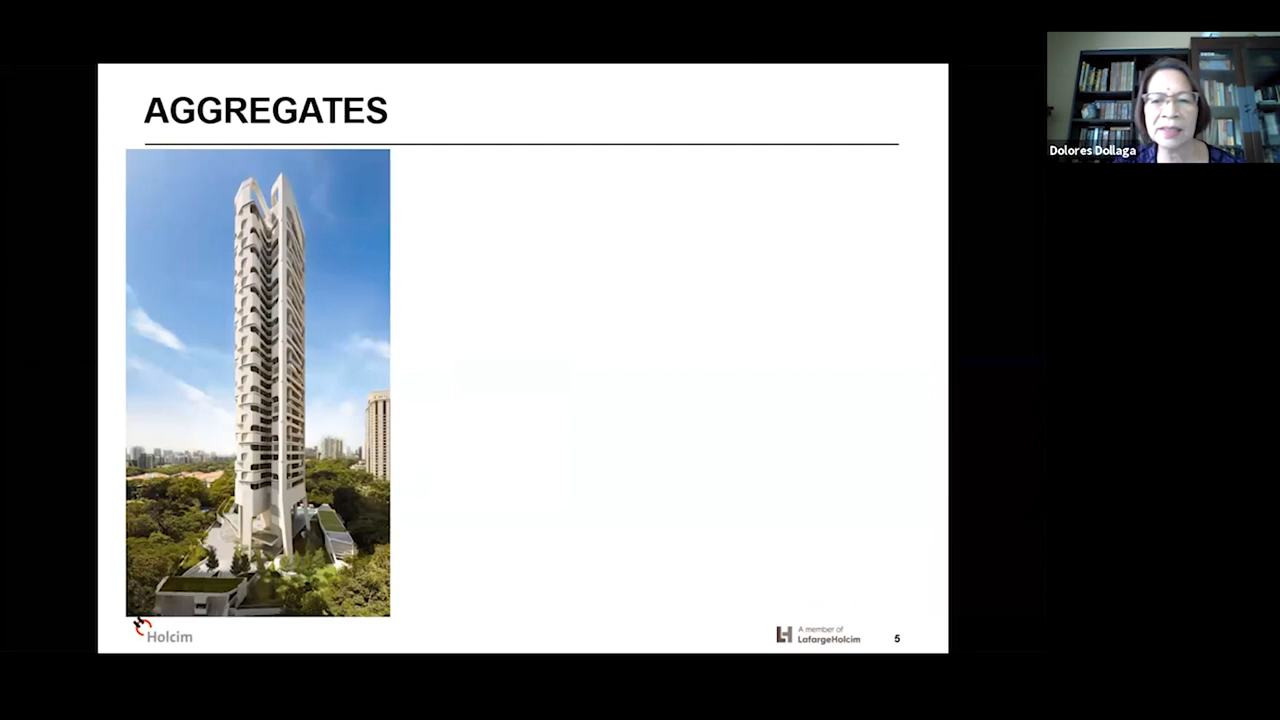 AGGREGATES
Dolores Dollaga
Holcim
A member of
LafargeHolcim
5